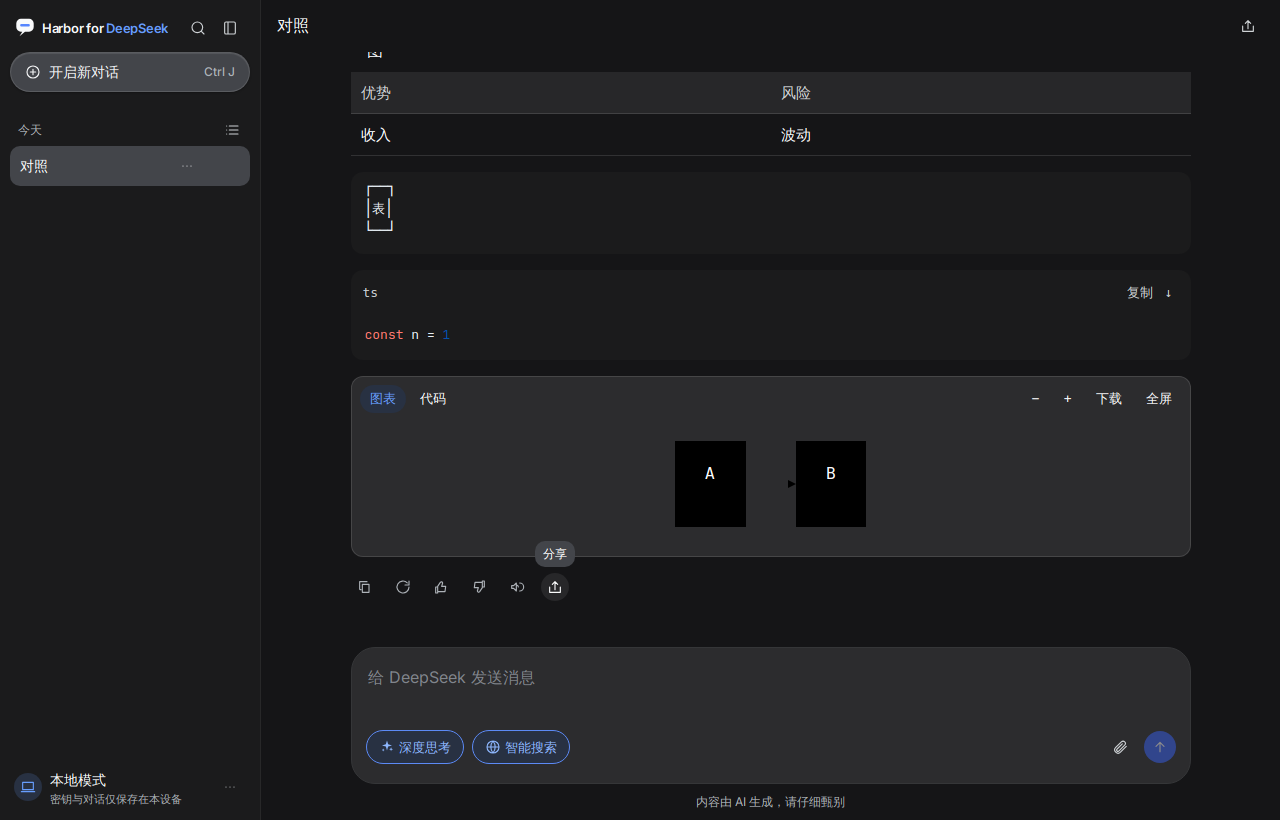 Harbor for DeepSeek
开启新对话 Ctrl J
今天
对照
本地模式
密钥与对话仅保存在本设备
对照
图
优势 风险
收入 波动
┌──┐
│表│
└──┘
ts 复制 ↓
const n = 1
图表 代码 − + 下载 全屏
A B
分享
给 DeepSeek 发送消息
深度思考 智能搜索
内容由 AI 生成，请仔细甄别